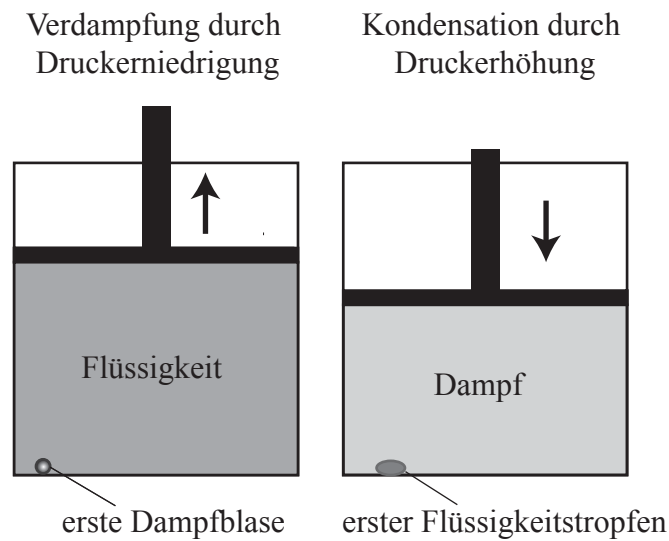 Verdampfung durch
Druckerniedrigung
Kondensation durch
Druckerhöhung
Flüssigkeit
Dampf
erste Dampfblase
erster Flüssigkeitstropfen